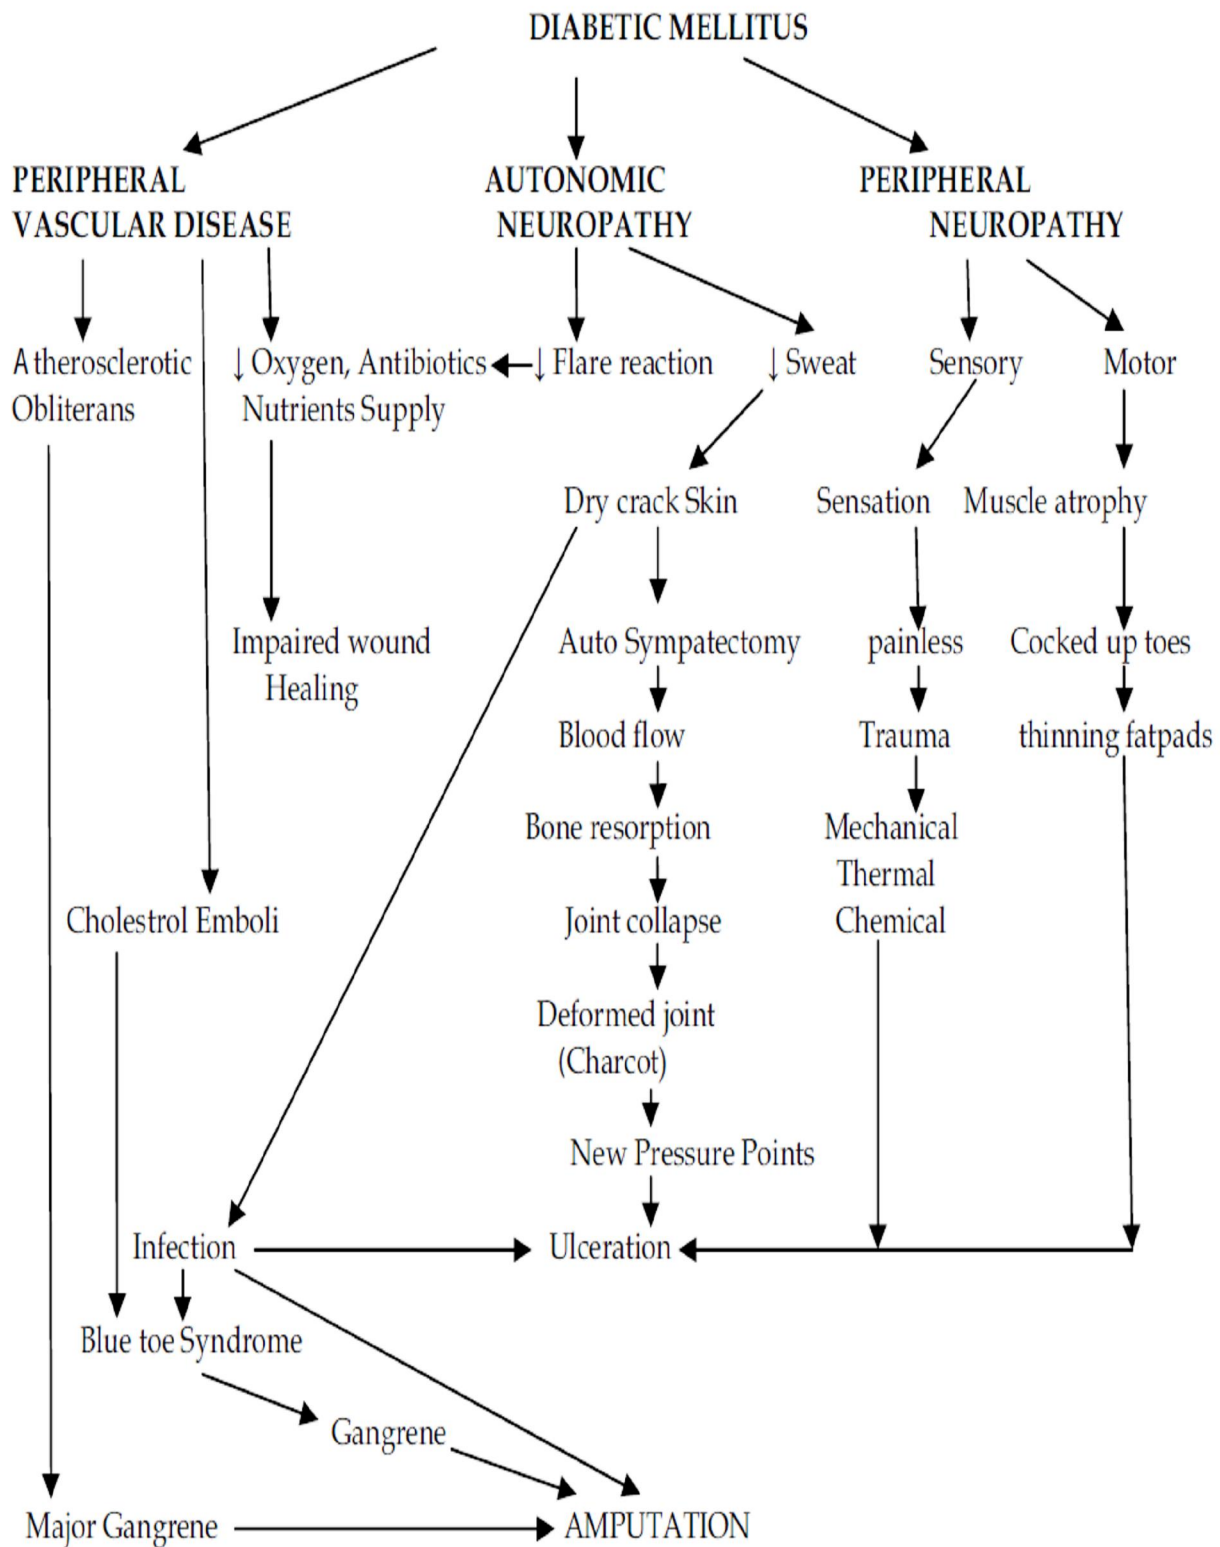 DIABETIC MELLITUS
PERIPHERAL
VASCULAR DISEASE
AUTONOMIC
NEUROPATHY
PERIPHERAL
NEUROPATHY
Atherosclerotic
Obliterans
↓ Oxygen, Antibiotics
Nutrients Supply
↓ Flare reaction
↓ Sweat
Sensory
Motor
Dry crack Skin
Sensation
Muscle atrophy
Impaired wound
Healing
Auto Sympatectomy
painless
Cocked up toes
Blood flow
Trauma
thinning fatpads
Bone resorption
Mechanical
Thermal
Chemical
Cholestrol Emboli
Joint collapse
Deformed joint
(Charcot)
New Pressure Points
Infection
Ulceration
Blue toe Syndrome
Gangrene
Major Gangrene
AMPUTATION